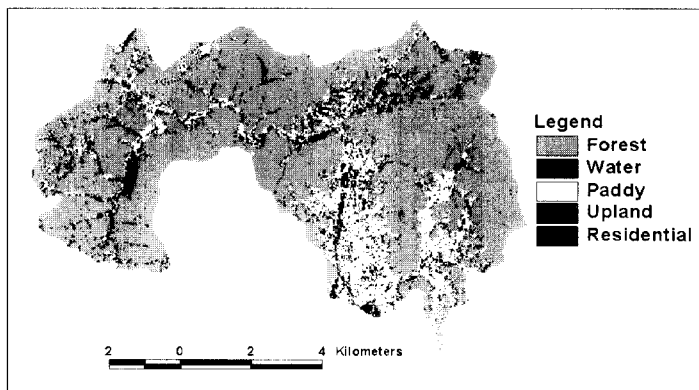 Legend
Forest
Water
Paddy
Upland
Residential
2 0 2 4 Kilometers